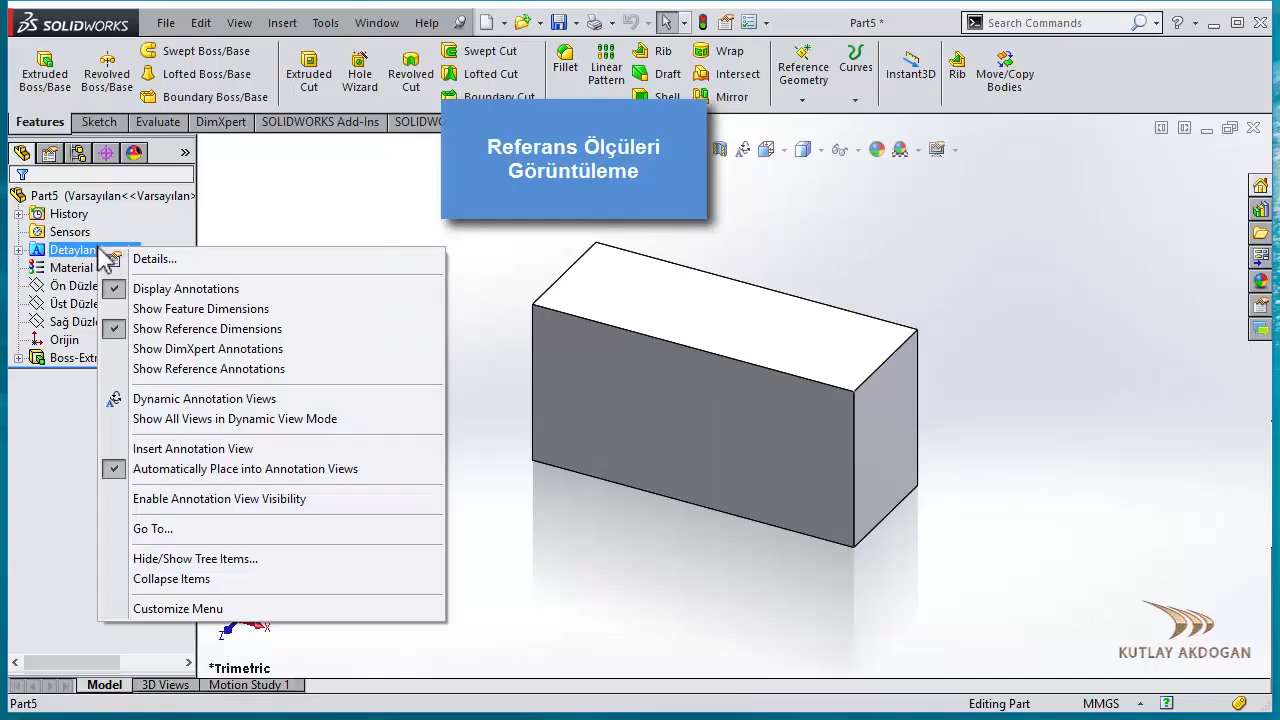 SOLIDWORKS
File Edit View Insert Tools Window Help
Part5 *
Search Commands
Extruded Boss/Base
Revolved Boss/Base
Swept Boss/Base
Lofted Boss/Base
Boundary Boss/Base
Extruded Cut
Hole Wizard
Revolved Cut
Swept Cut
Lofted Cut
Boundary Cut
Fillet
Linear Pattern
Rib
Draft
Shell
Wrap
Intersect
Mirror
Reference Geometry
Curves
Instant3D
Rib
Move/Copy Bodies
Features Sketch Evaluate DimXpert SOLIDWORKS Add-Ins SOLIDW
Referans Ölçüleri
Görüntüleme
Part5 (Varsayılan<<Varsayılan>
History
Sensors
Detaylan
Material
Ön Düzle
Üst Düzle
Sağ Düzle
Orijin
Boss-Extr
Details...
Display Annotations
Show Feature Dimensions
Show Reference Dimensions
Show DimXpert Annotations
Show Reference Annotations
Dynamic Annotation Views
Show All Views in Dynamic View Mode
Insert Annotation View
Automatically Place into Annotation Views
Enable Annotation View Visibility
Go To...
Hide/Show Tree Items...
Collapse Items
Customize Menu
Z X
*Trimetric
KUTLAY AKDOGAN
Model 3D Views Motion Study 1
Part5
Editing Part
MMGS